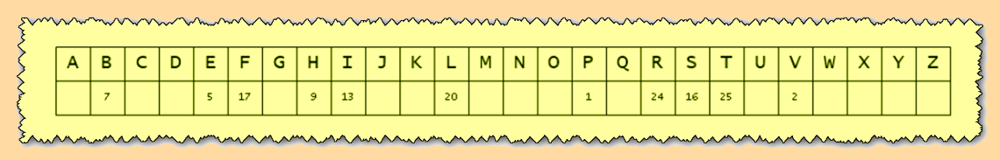 A B C D E F G H I J K L M N O P Q R S T U V W X Y Z
7 5 17 9 13 20 1 24 16 25 2